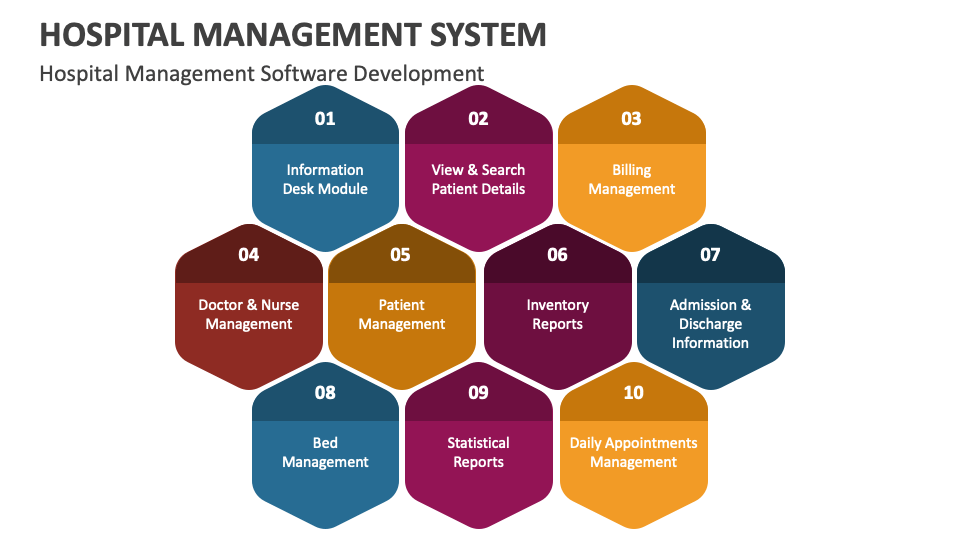 HOSPITAL MANAGEMENT SYSTEM
Hospital Management Software Development
01
Information
Desk Module
02
View & Search
Patient Details
03
Billing
Management
04
Doctor & Nurse
Management
05
Patient
Management
06
Inventory
Reports
07
Admission &
Discharge
Information
08
Bed
Management
09
Statistical
Reports
10
Daily Appointments
Management